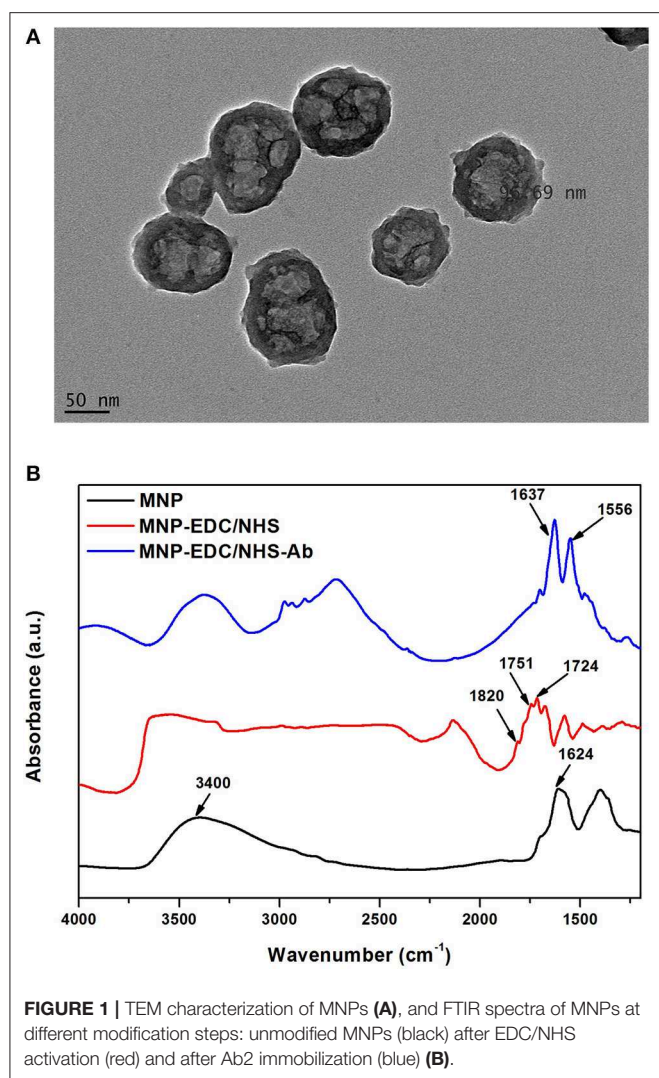 A
96.69 nm
50 nm
B
MNP
MNP-EDC/NHS
MNP-EDC/NHS-Ab
1637
1556
1751
1724
1820
1624
3400
Absorbance (a.u.)
4000 3500 3000 2500 2000 1500
Wavenumber (cm⁻¹)
FIGURE 1 | TEM characterization of MNPs (A), and FTIR spectra of MNPs at
different modification steps: unmodified MNPs (black) after EDC/NHS
activation (red) and after Ab2 immobilization (blue) (B).